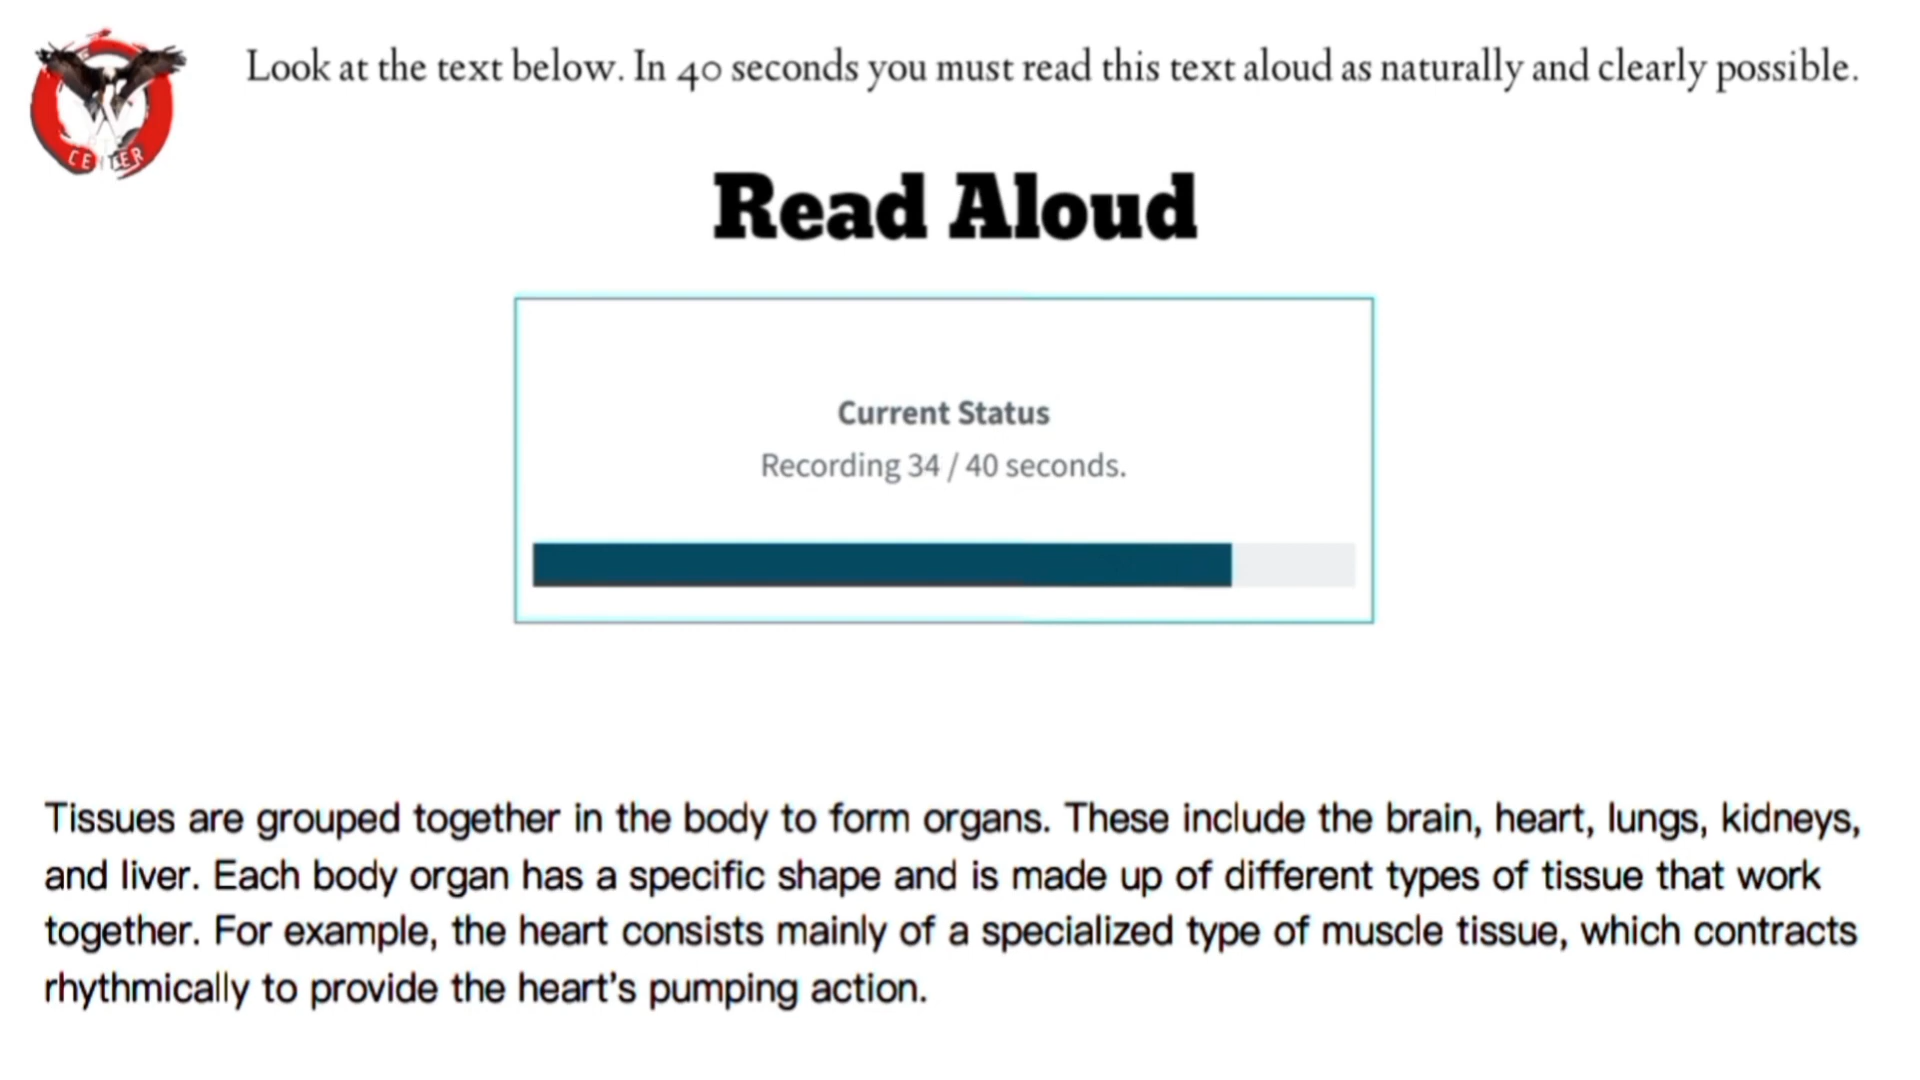 Look at the text below. In 40 seconds you must read this text aloud as naturally and clearly possible.
CENTER
Read Aloud
Current Status
Recording 34 / 40 seconds.
Tissues are grouped together in the body to form organs. These include the brain, heart, lungs, kidneys,
and liver. Each body organ has a specific shape and is made up of different types of tissue that work
together. For example, the heart consists mainly of a specialized type of muscle tissue, which contracts
rhythmically to provide the heart's pumping action.